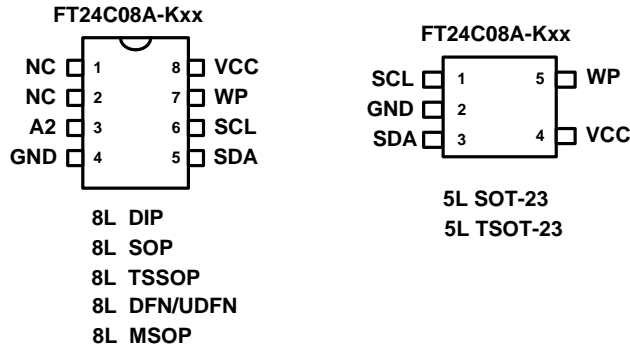 FT24C08A-Kxx
NC 1 8 VCC
NC 2 7 WP
A2 3 6 SCL
GND 4 5 SDA
8L DIP
8L SOP
8L TSSOP
8L DFN/UDFN
8L MSOP
FT24C08A-Kxx
SCL 1 5 WP
GND 2
SDA 3 4 VCC
5L SOT-23
5L TSOT-23